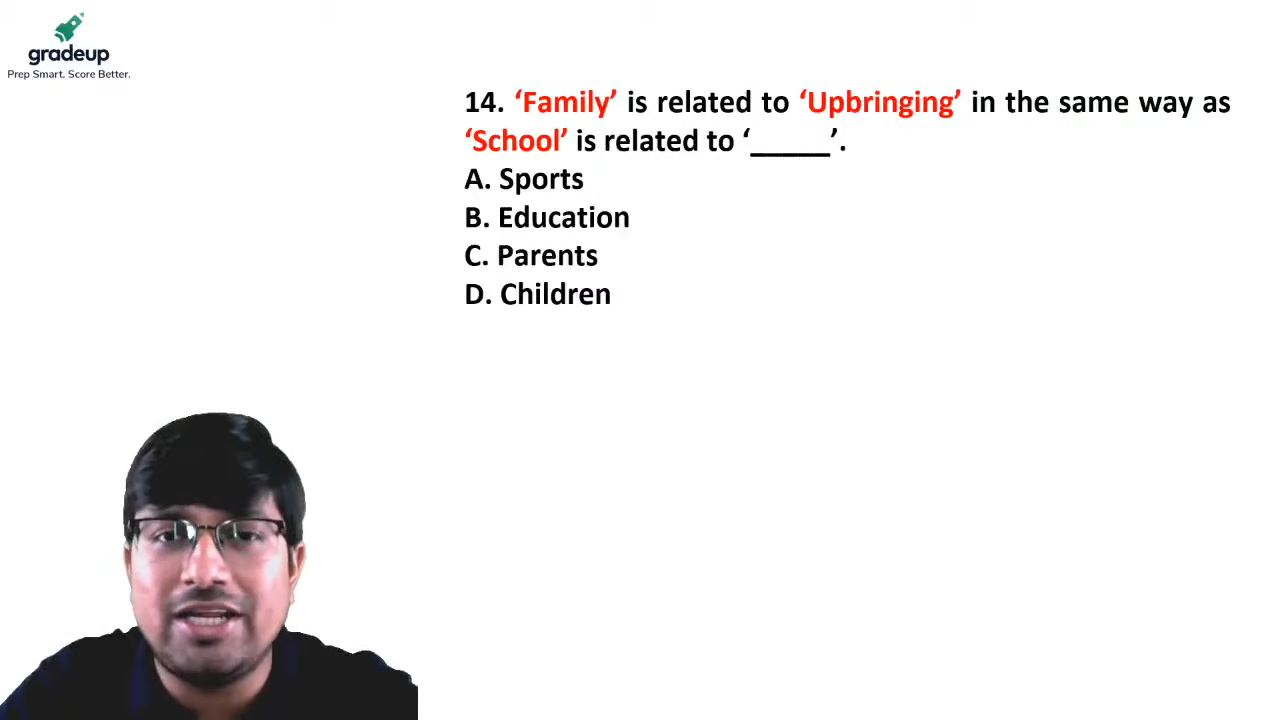 gradeup
Prep Smart. Score Better.
14. ‘Family’ is related to ‘Upbringing’ in the same way as
‘School’ is related to ‘_____’.
A. Sports
B. Education
C. Parents
D. Children